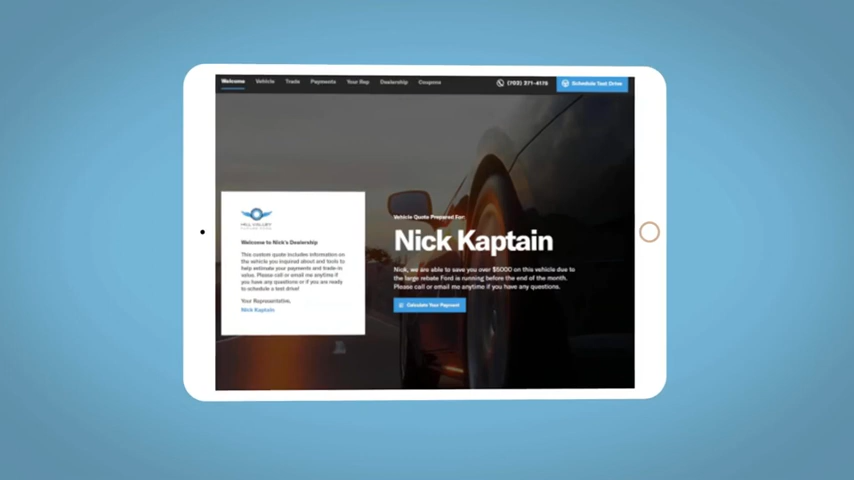 Welcome Vehicle Trade Payments Your Rep Dealership Coupons (702) 371-4178 Schedule Test Drive
HILL VALLEY
Welcome to Nick's Dealership
This custom quote includes information on
the vehicle you inquired about and tools to
help estimate your payments and trade-in
value. Please call or email me anytime if
you have any questions or if you are ready
to schedule a test drive!
Your Representative,
Nick Kaptain
Vehicle Quote Prepared For:
Nick Kaptain
Nick, we are able to save you over $5000 on this vehicle due to
the large rebate Ford is running before the end of the month.
Please call or email me anytime if you have any questions.
Calculate Your Payment